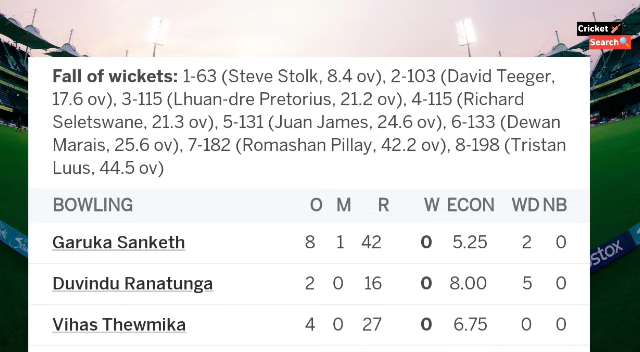 Cricket
Search
Fall of wickets: 1-63 (Steve Stolk, 8.4 ov), 2-103 (David Teeger,
17.6 ov), 3-115 (Lhuan-dre Pretorius, 21.2 ov), 4-115 (Richard
Seletswane, 21.3 ov), 5-131 (Juan James, 24.6 ov), 6-133 (Dewan
Marais, 25.6 ov), 7-182 (Romashan Pillay, 42.2 ov), 8-198 (Tristan
Luus, 44.5 ov)
BOWLING O M R W ECON WD NB
Garuka Sanketh 8 1 42 0 5.25 2 0
Duvindu Ranatunga 2 0 16 0 8.00 5 0
Vihas Thewmika 4 0 27 0 6.75 0 0